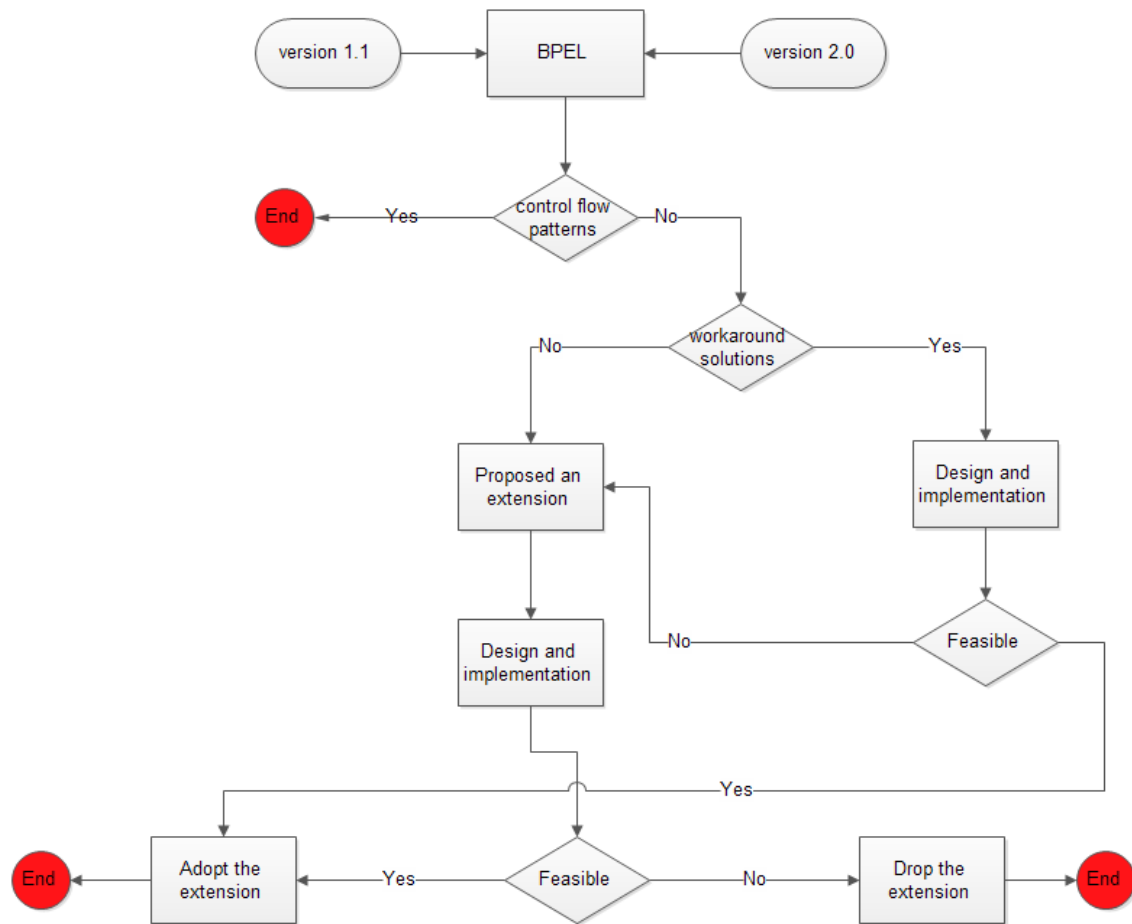 version 1.1
BPEL
version 2.0
End
Yes
control flow
patterns
No
No
workaround
solutions
Yes
Proposed an
extension
Design and
implementation
Design and
implementation
No
Feasible
Yes
End
Adopt the
extension
Yes
Feasible
No
Drop the
extension
End